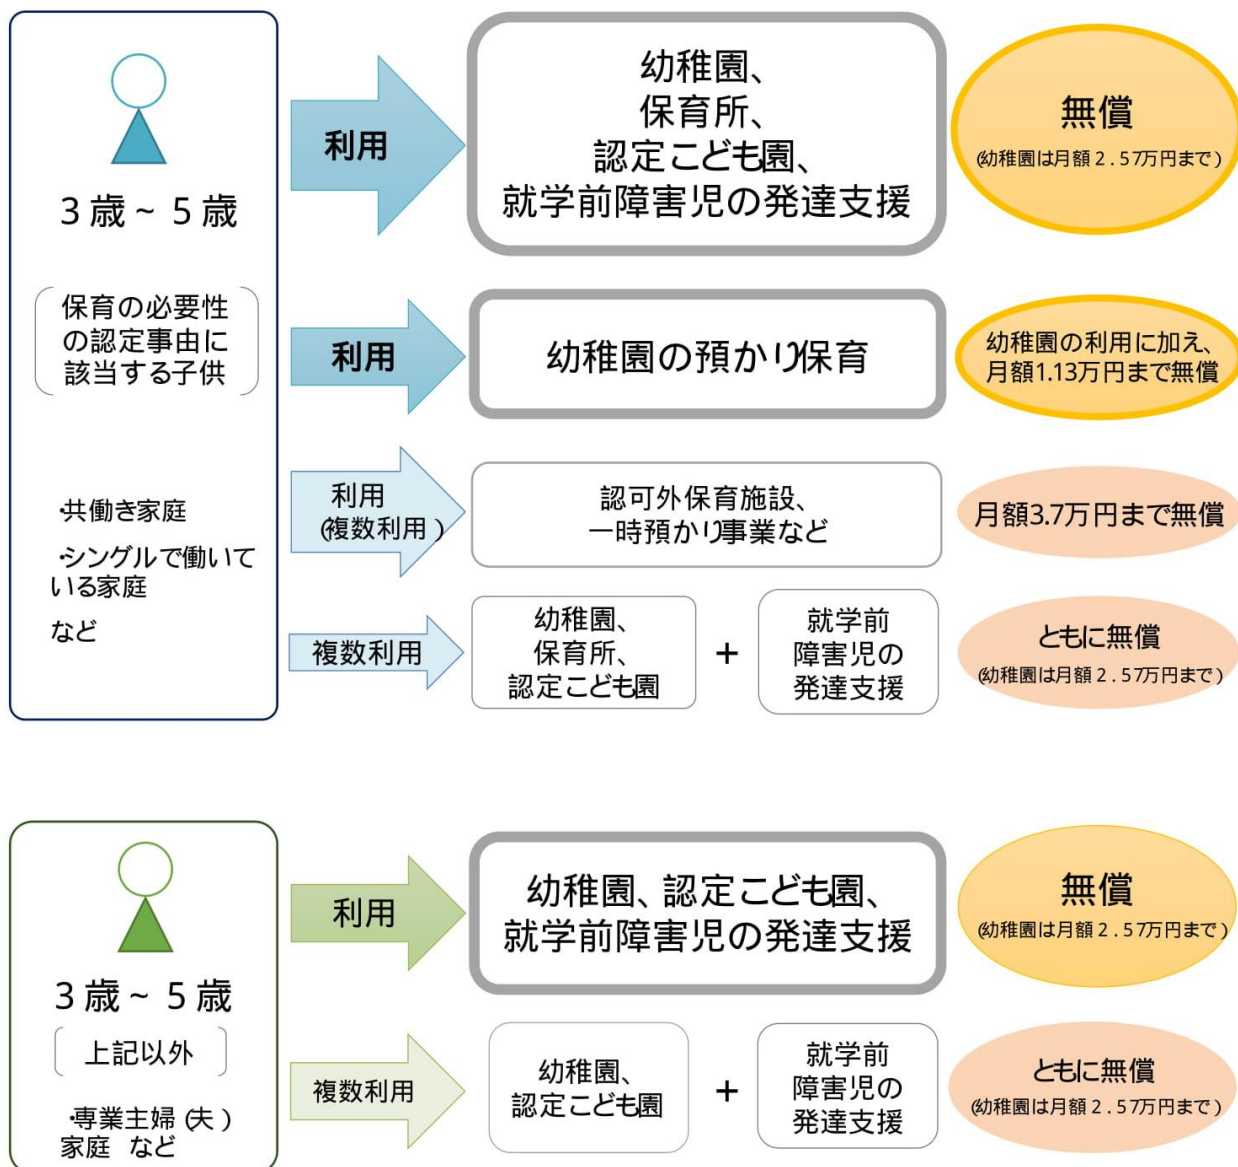 3歳~5歳
保育の必要性
の認定事由に
該当する子供
・共働き家庭
・シングルで働いて
いる家庭
など
利用
幼稚園、
保育所、
認定こども園、
就学前障害児の発達支援
無償
(幼稚園は月額2.57万円まで)
利用
幼稚園の預かり保育
幼稚園の利用に加え、
月額1.13万円まで無償
利用
(複数利用)
認可外保育施設、
一時預かり事業など
月額3.7万円まで無償
複数利用
幼稚園、
保育所、
認定こども園
+
就学前
障害児の
発達支援
ともに無償
(幼稚園は月額2.57万円まで)
3歳~5歳
上記以外
・専業主婦(夫)
家庭 など
利用
幼稚園、認定こども園、
就学前障害児の発達支援
無償
(幼稚園は月額2.57万円まで)
複数利用
幼稚園、
認定こども園
+
就学前
障害児の
発達支援
ともに無償
(幼稚園は月額2.57万円まで)